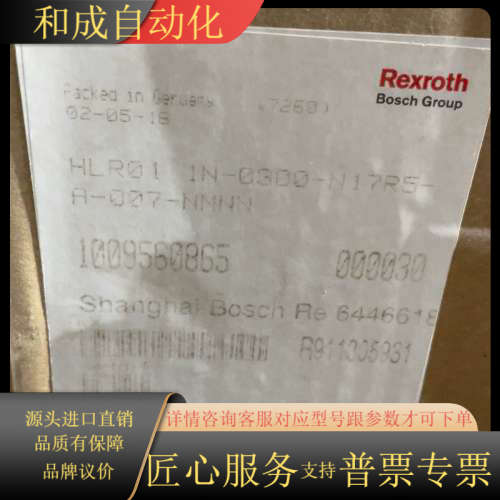 和成自动化
Rexroth
Bosch Group
Packed in Germany (7260)
02-05-18
HLR01 1N-0300-N17R5-
A-007-NNNN
1009560865 000030
Shanghai Bosch Re 6446618
R911305931
源头进口直销
品质有保障
品牌议价
详情咨询客服对应型号跟参数才可下单
匠心服务支持普票专票